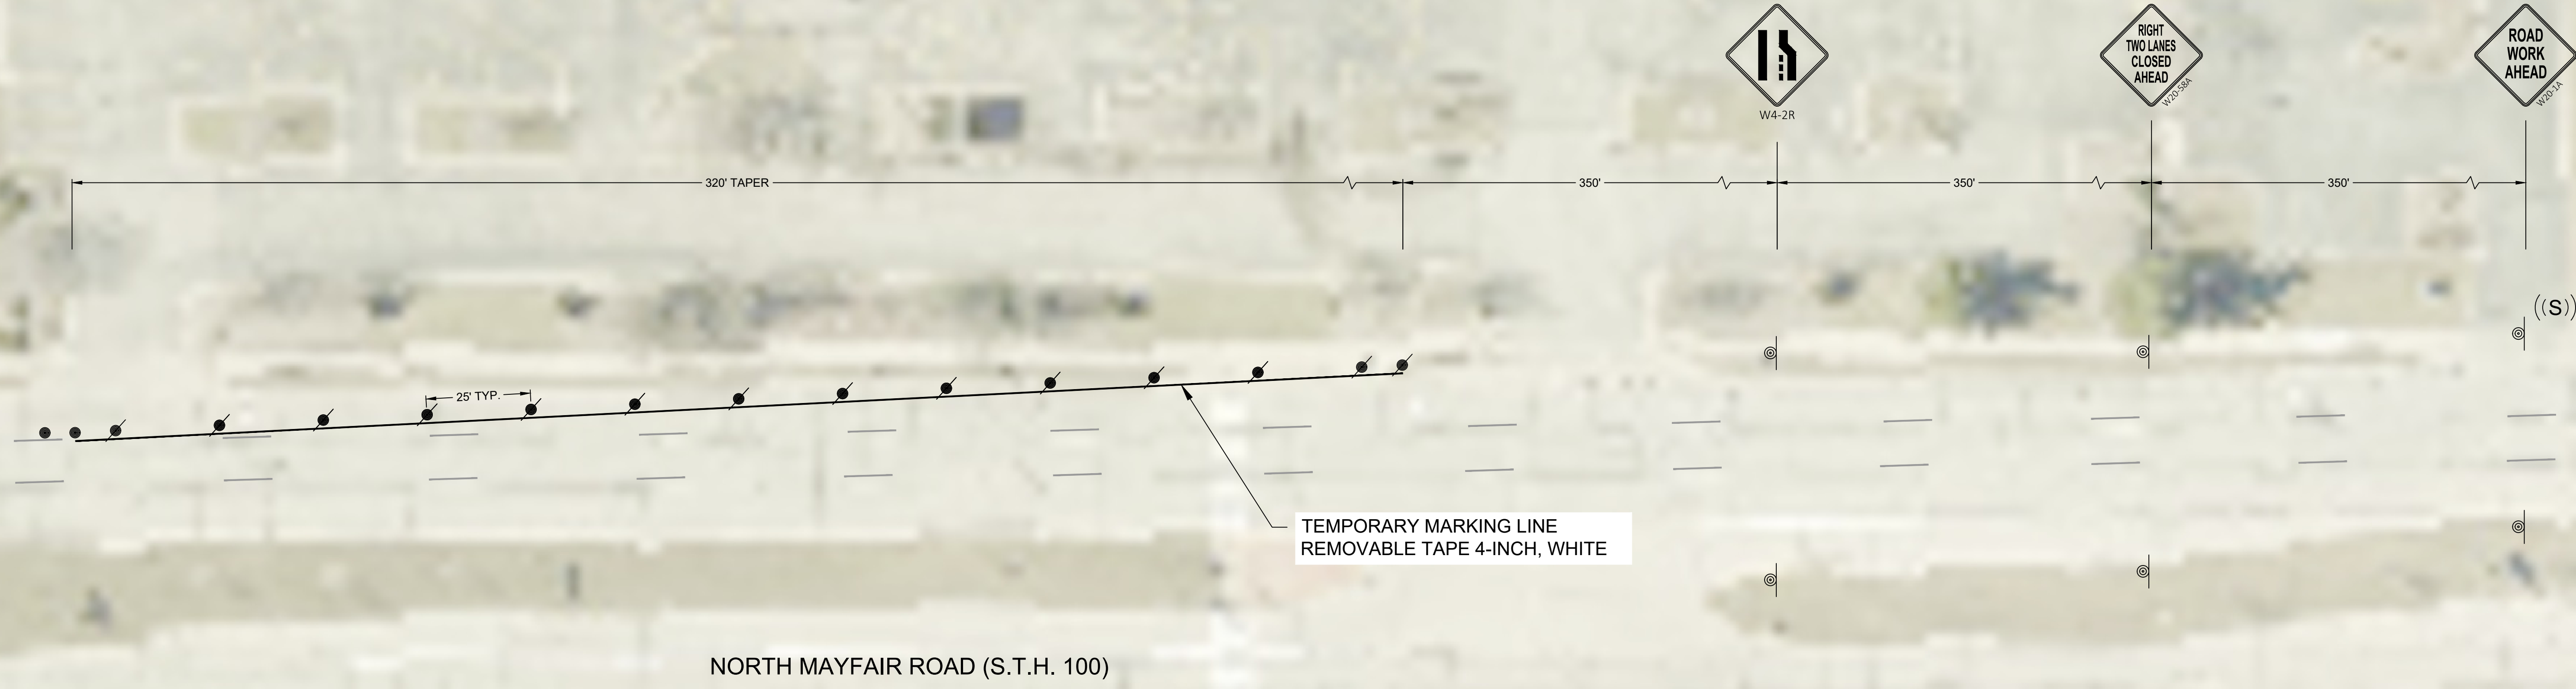 RIGHT
TWO LANES
CLOSED
AHEAD
W20-58A
ROAD
WORK
AHEAD
W20-1A
W4-2R
320' TAPER
350'
350'
350'
((S))
25' TYP.
TEMPORARY MARKING LINE
REMOVABLE TAPE 4-INCH, WHITE
NORTH MAYFAIR ROAD (S.T.H. 100)